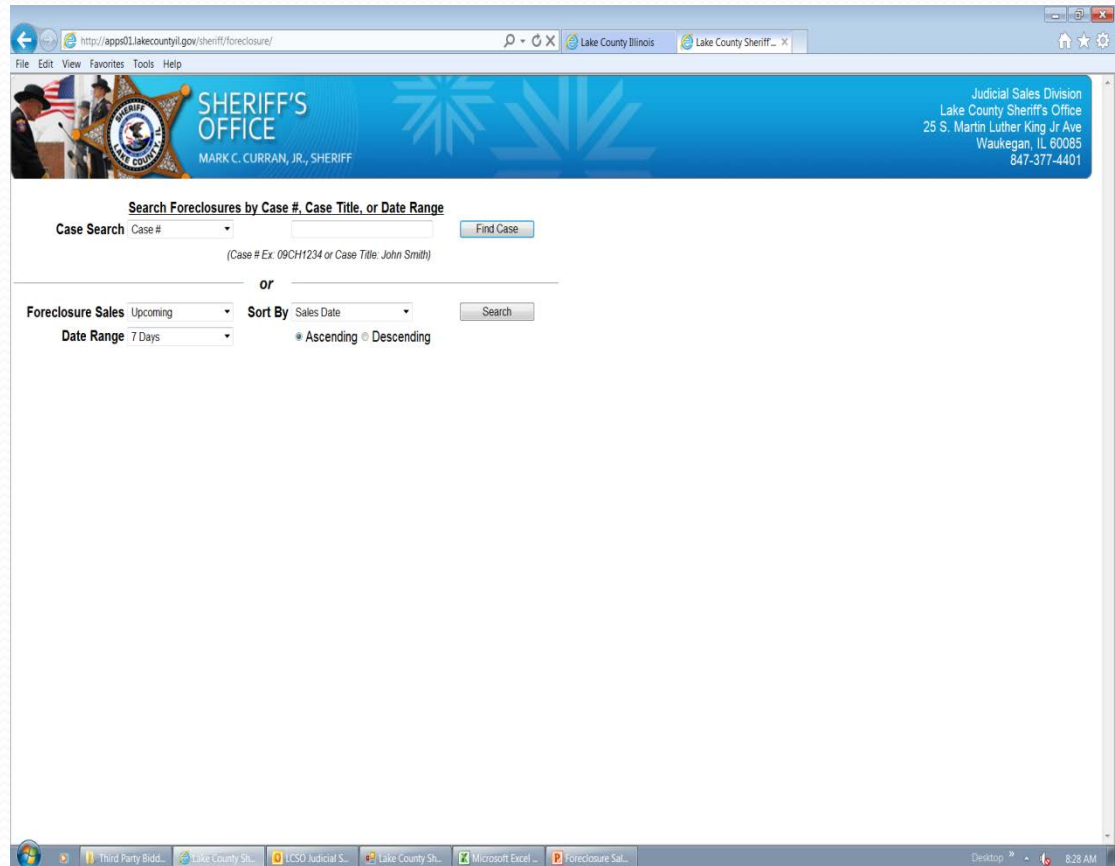 http://apps01.lakecountyil.gov/sheriff/foreclosure/
Lake County Illinois
Lake County Sheriff'...
File Edit View Favorites Tools Help
SHERIFF
LAKE COUNTY
SHERIFF'S
OFFICE
MARK C. CURRAN, JR., SHERIFF
Judicial Sales Division
Lake County Sheriff's Office
25 S. Martin Luther King Jr Ave
Waukegan, IL 60085
847-377-4401
Search Foreclosures by Case #, Case Title, or Date Range
Case Search Case # Find Case
(Case # Ex: 09CH1234 or Case Title: John Smith)
or
Foreclosure Sales Upcoming Sort By Sales Date Search
Date Range 7 Days Ascending Descending
Third Party Bidd... Lake County Sh... LCSO Judicial S... Lake County Sh... Microsoft Excel ... Foreclosure Sal... Desktop » 8:28 AM